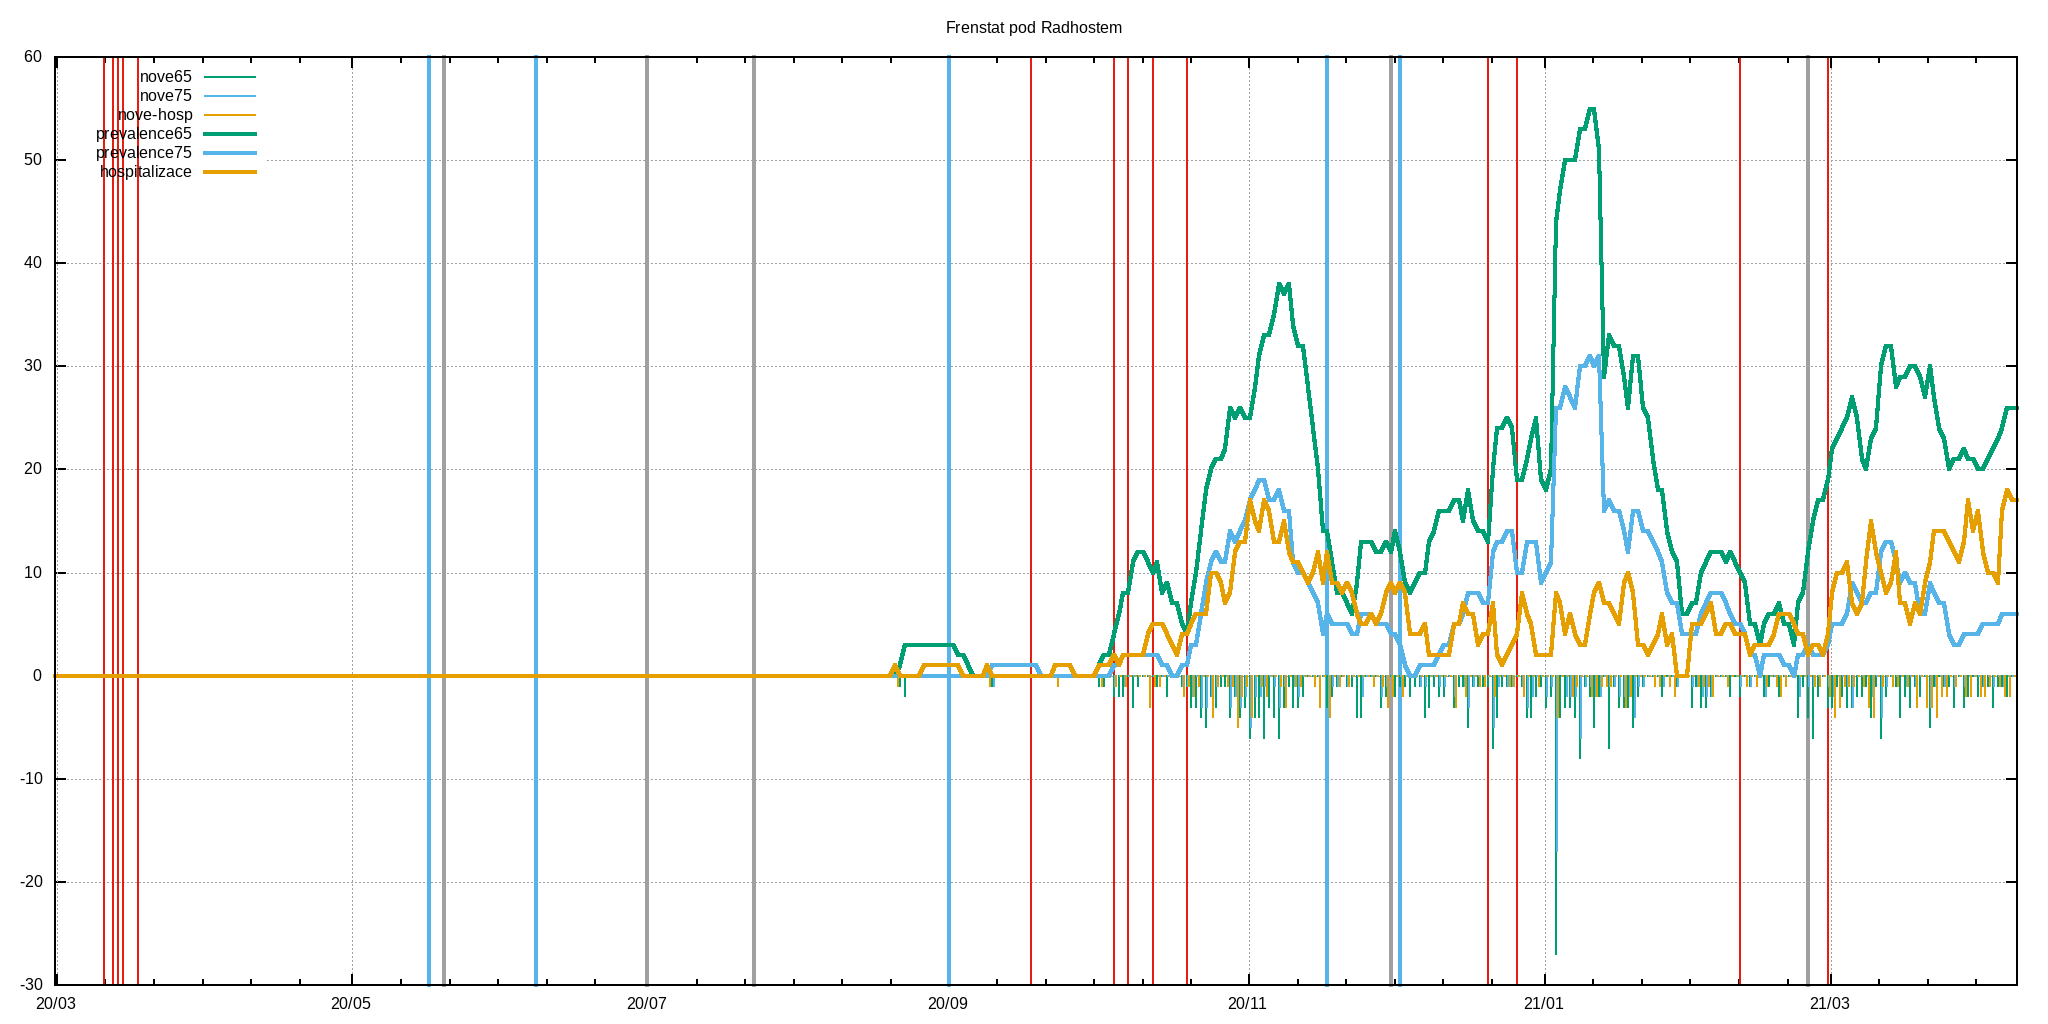 Frenstat pod Radhostem
60
nove65
nove75
nove-hosp
prevalence65
50
prevalence75
hospitalizace
40
30
20
10
0
-10
-20
-30
20/03 20/05 20/07 20/09 20/11 21/01 21/03